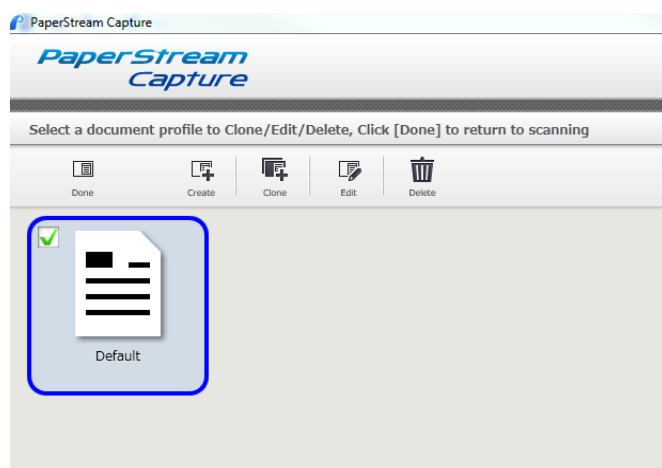 PaperStream Capture
PaperStream
Capture
Select a document profile to Clone/Edit/Delete, Click [Done] to return to scanning
Done Create Clone Edit Delete
Default